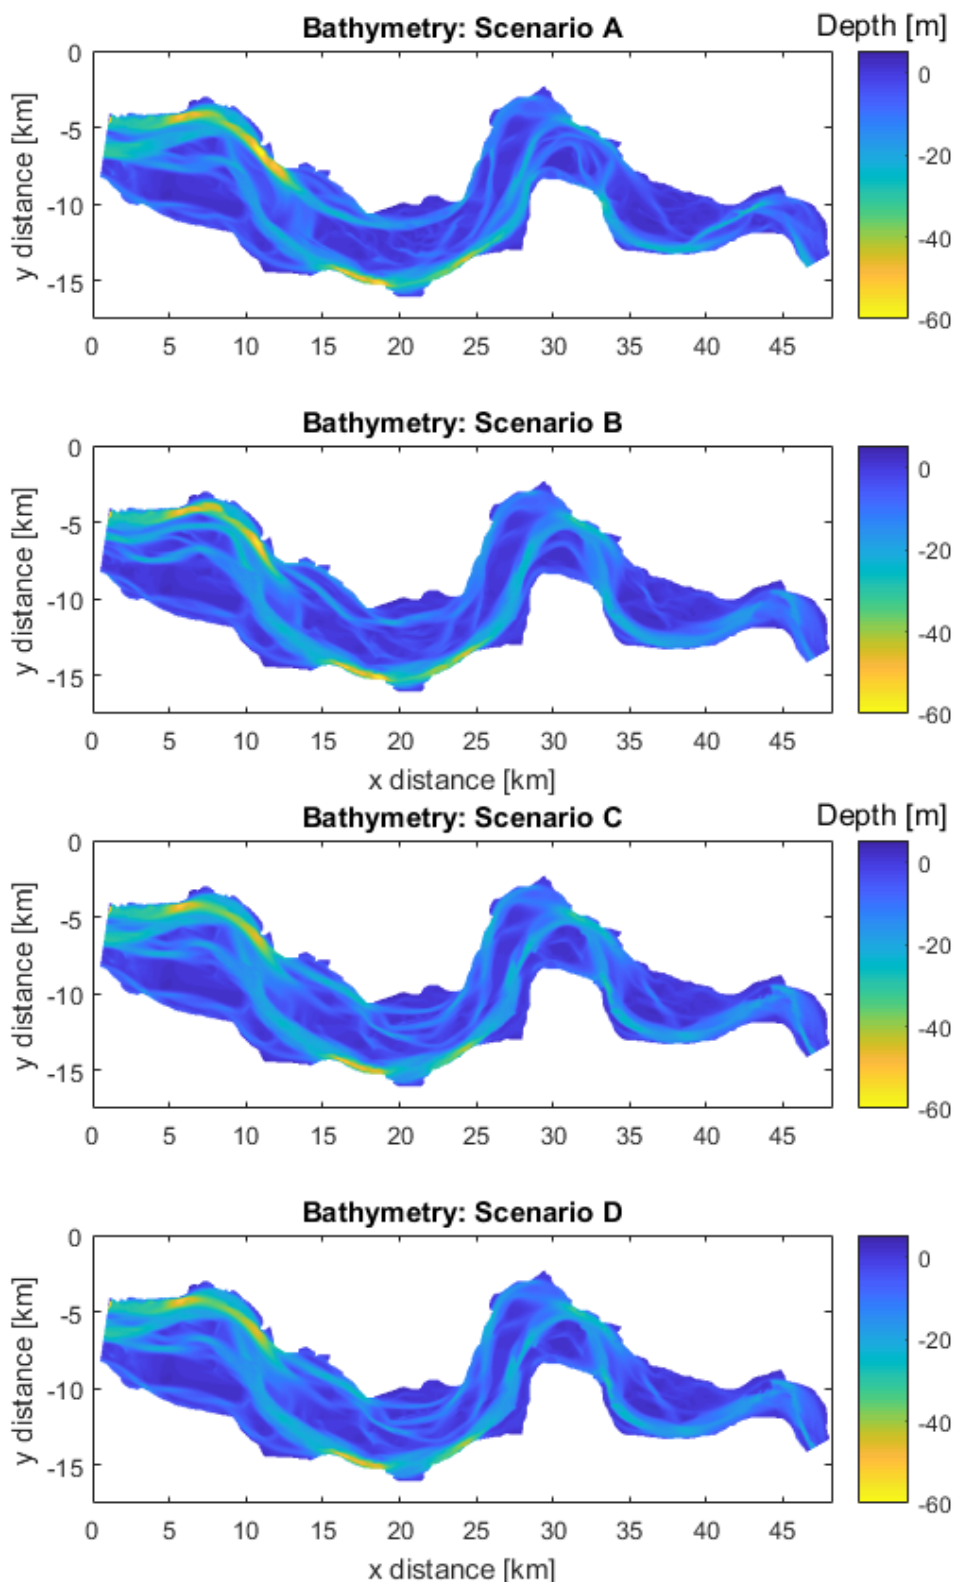 Bathymetry: Scenario A
Depth [m]
0
-5
-10
-15
y distance [km]
0 5 10 15 20 25 30 35 40 45
0
-20
-40
-60
Bathymetry: Scenario B
0
-5
-10
-15
y distance [km]
0 5 10 15 20 25 30 35 40 45
x distance [km]
0
-20
-40
-60
Bathymetry: Scenario C
Depth [m]
0
-5
-10
-15
y distance [km]
0 5 10 15 20 25 30 35 40 45
0
-20
-40
-60
Bathymetry: Scenario D
0
-5
-10
-15
y distance [km]
0 5 10 15 20 25 30 35 40 45
x distance [km]
0
-20
-40
-60